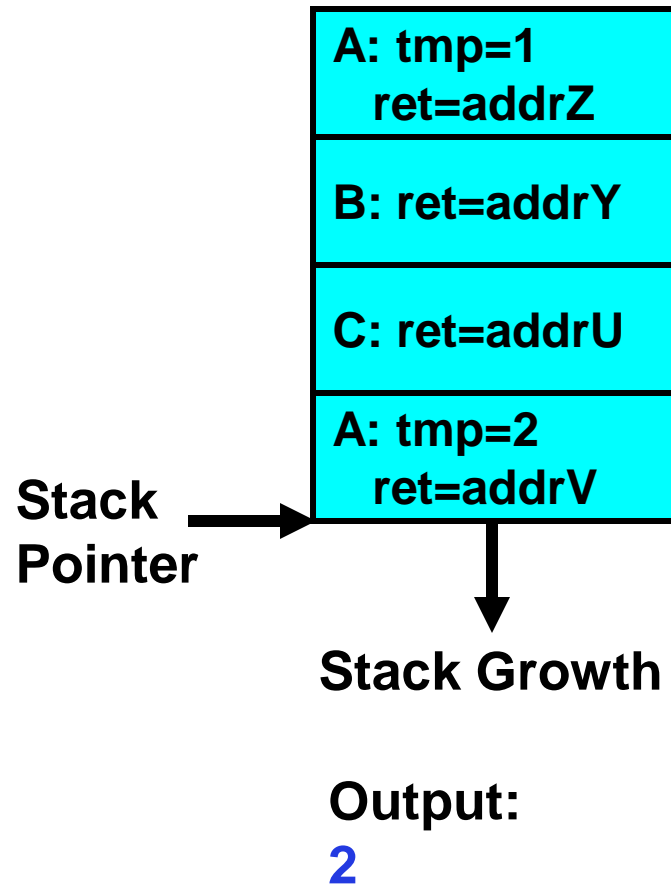 A: tmp=1
ret=addrZ
B: ret=addrY
C: ret=addrU
A: tmp=2
ret=addrV
Stack
Pointer
Stack Growth
Output:
2